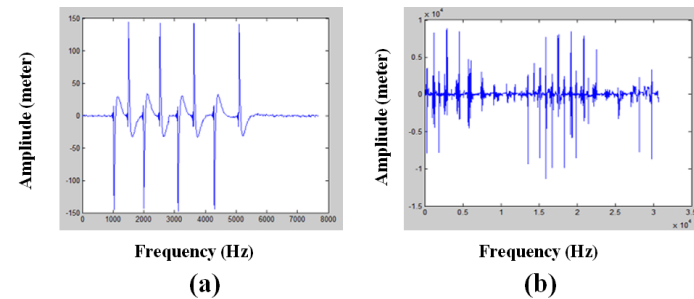 150
100
50
0
-50
-100
-150
0 1000 2000 3000 4000 5000 6000 7000 8000
Ampliude (meter)
Frequency (Hz)
(a)
x 10⁴
1
0.5
0
-0.5
-1
-1.5
0 0.5 1 1.5 2 2.5 3 3.5
x 10⁴
Ampliude (meter)
Frequency (Hz)
(b)